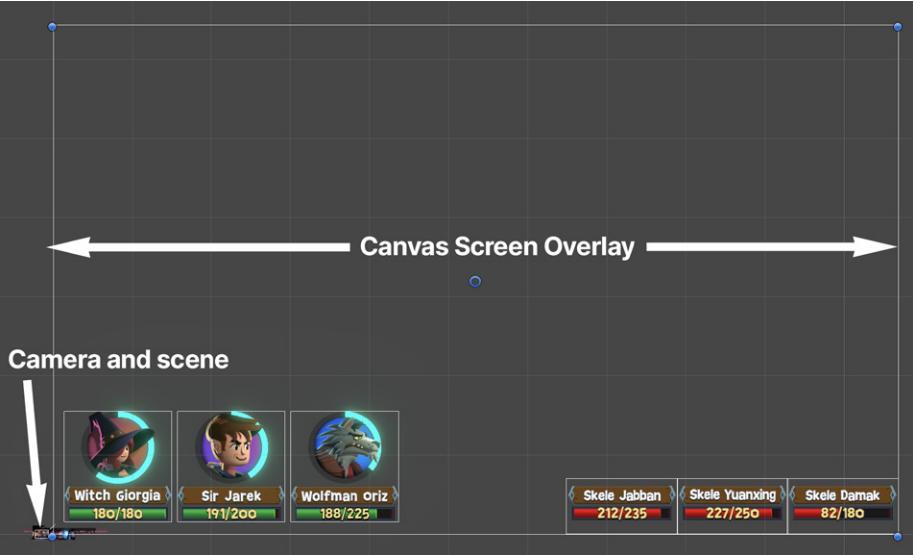 Canvas Screen Overlay
Camera and scene
Witch Giorgia
180/180
Sir Jarek
191/200
Wolfman Oriz
188/225
Skele Jabban
212/235
Skele Yuanxing
227/250
Skele Damak
82/180